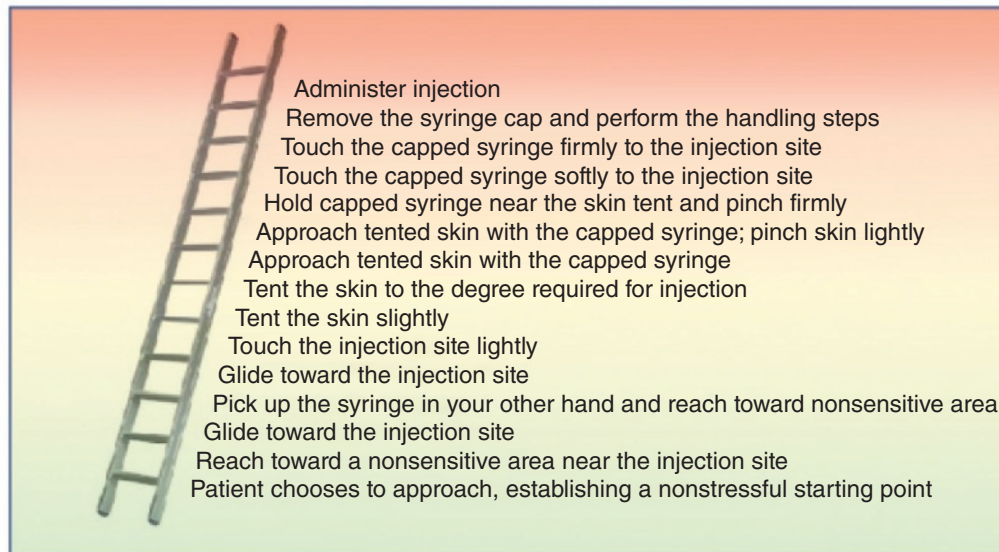 Administer injection
Remove the syringe cap and perform the handling steps
Touch the capped syringe firmly to the injection site
Touch the capped syringe softly to the injection site
Hold capped syringe near the skin tent and pinch firmly
Approach tented skin with the capped syringe; pinch skin lightly
Approach tented skin with the capped syringe
Tent the skin to the degree required for injection
Tent the skin slightly
Touch the injection site lightly
Glide toward the injection site
Pick up the syringe in your other hand and reach toward nonsensitive area
Glide toward the injection site
Reach toward a nonsensitive area near the injection site
Patient chooses to approach, establishing a nonstressful starting point